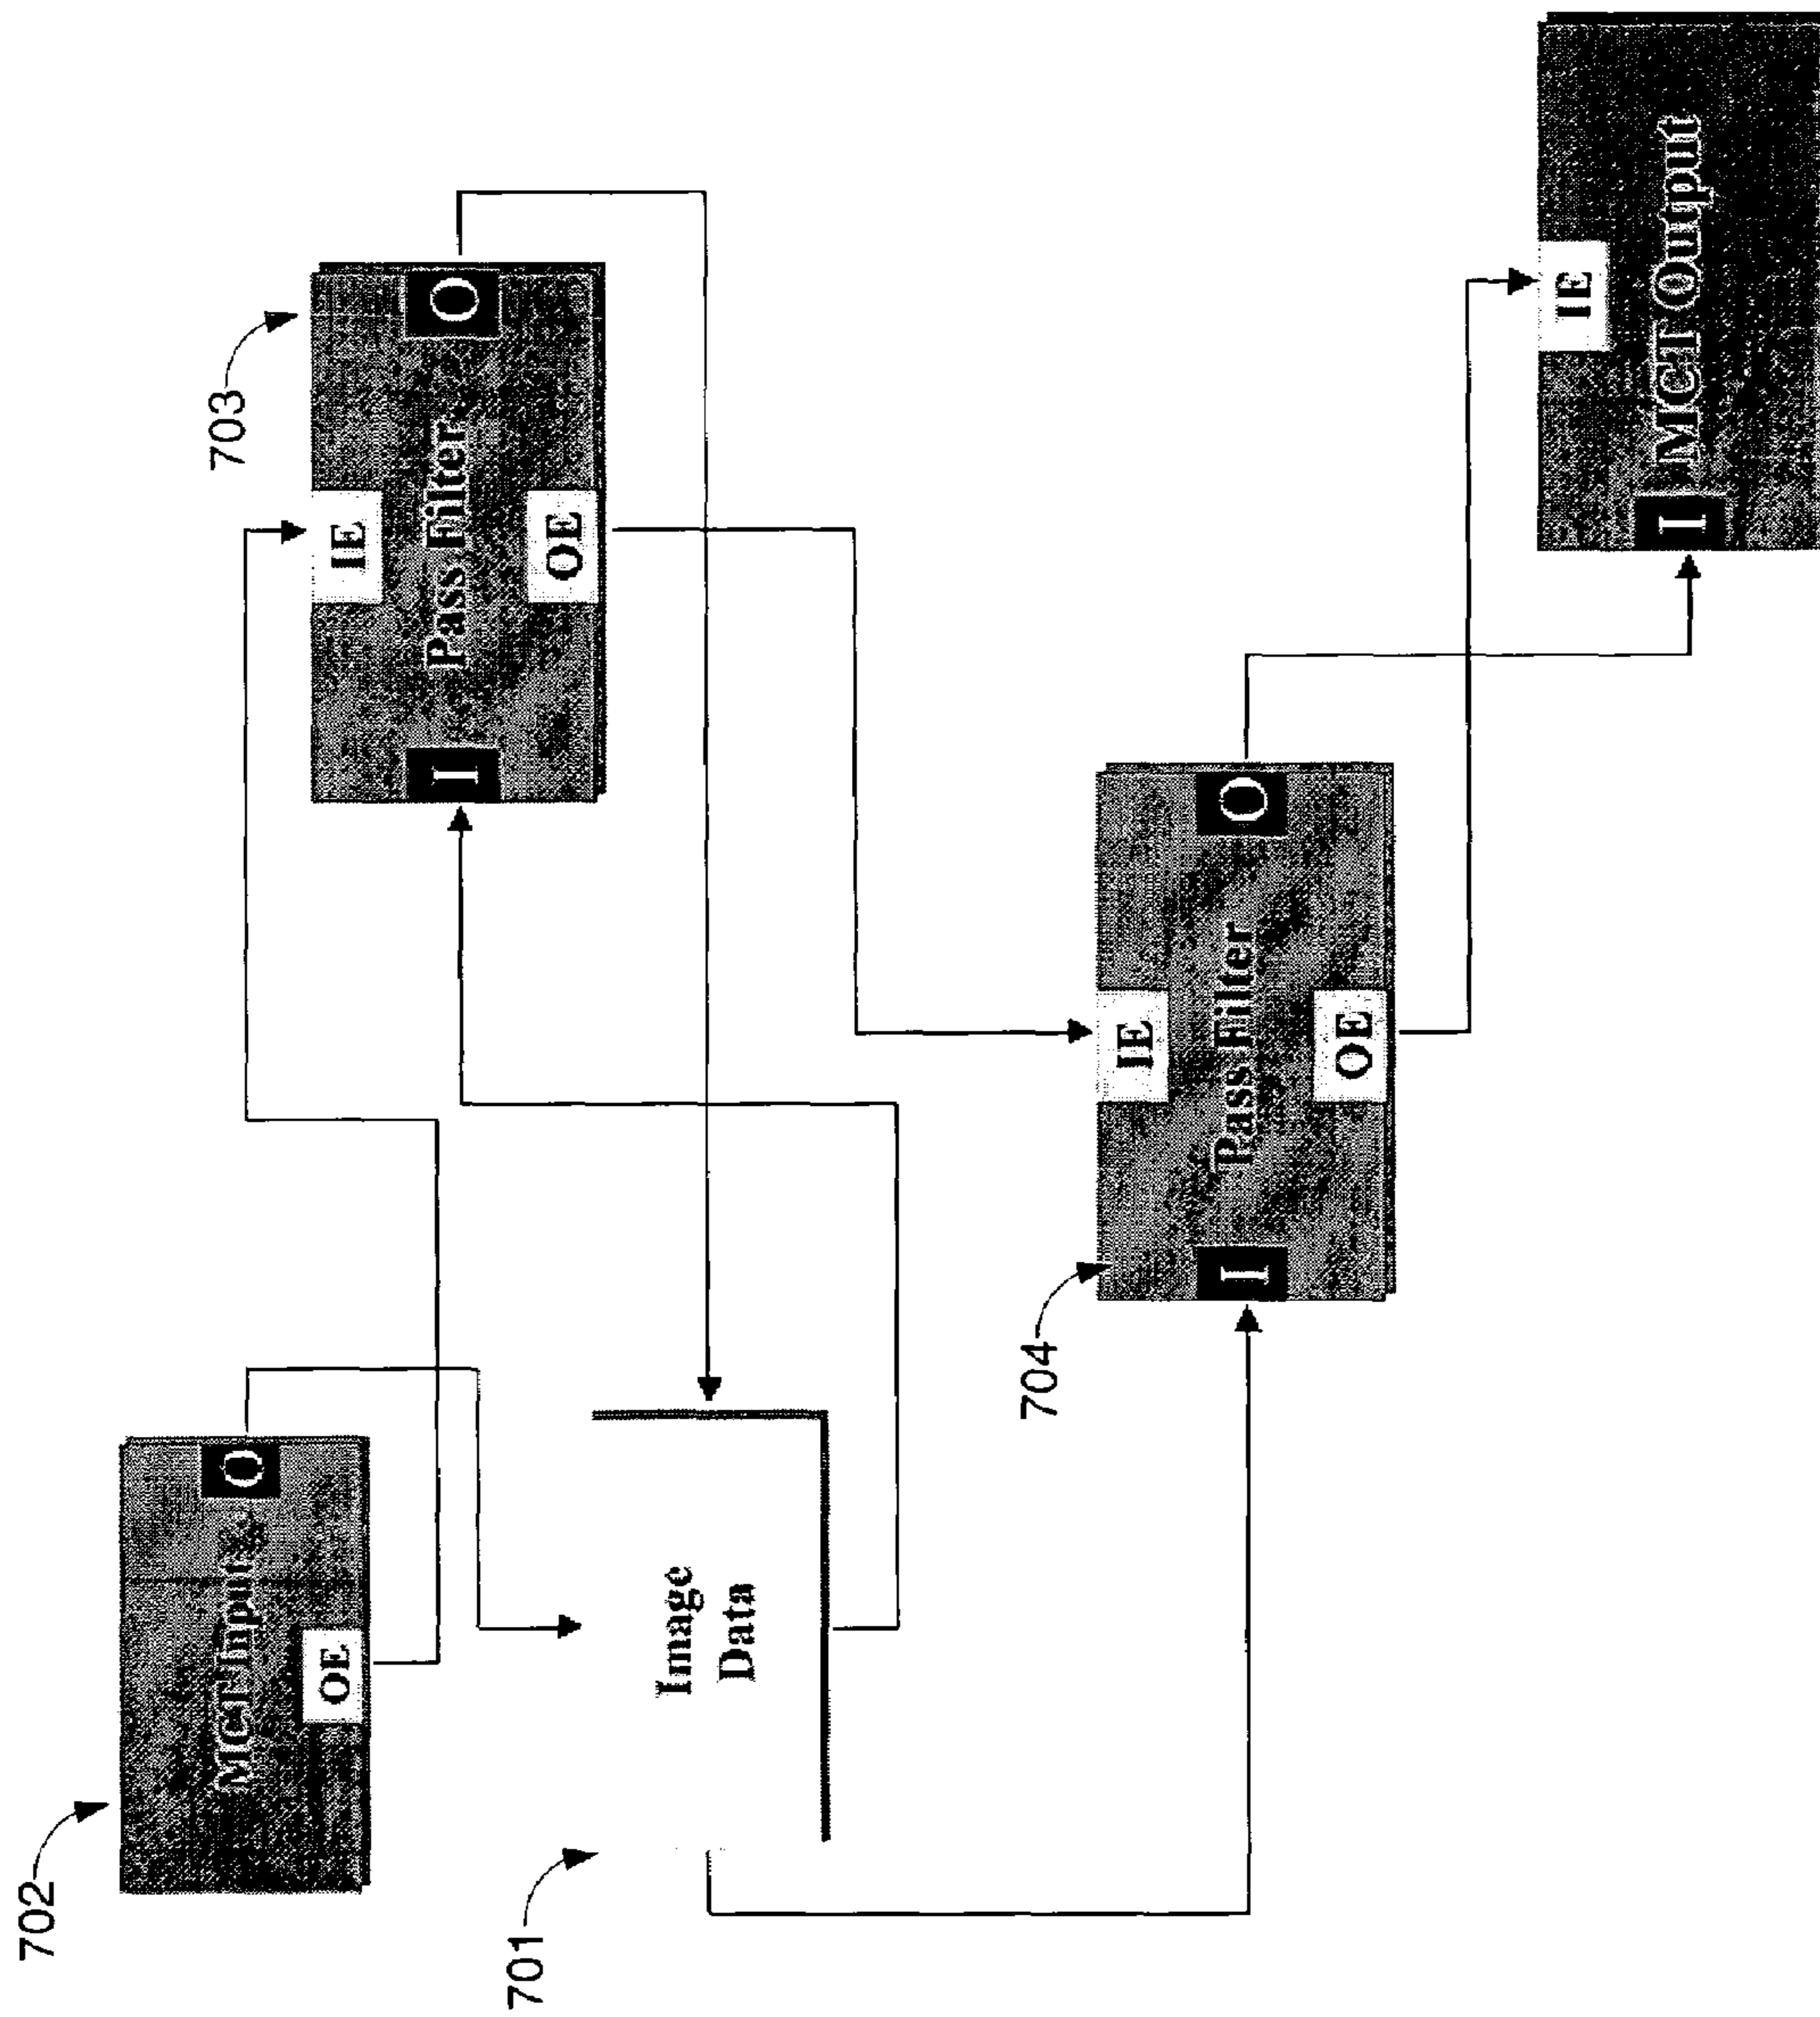 702
MCT Input
O
OE
703
IE
I
Pass Filter
O
OE
701
Image
Data
704
IE
I
Pass Filter
O
OE
IE
I
MCT Output